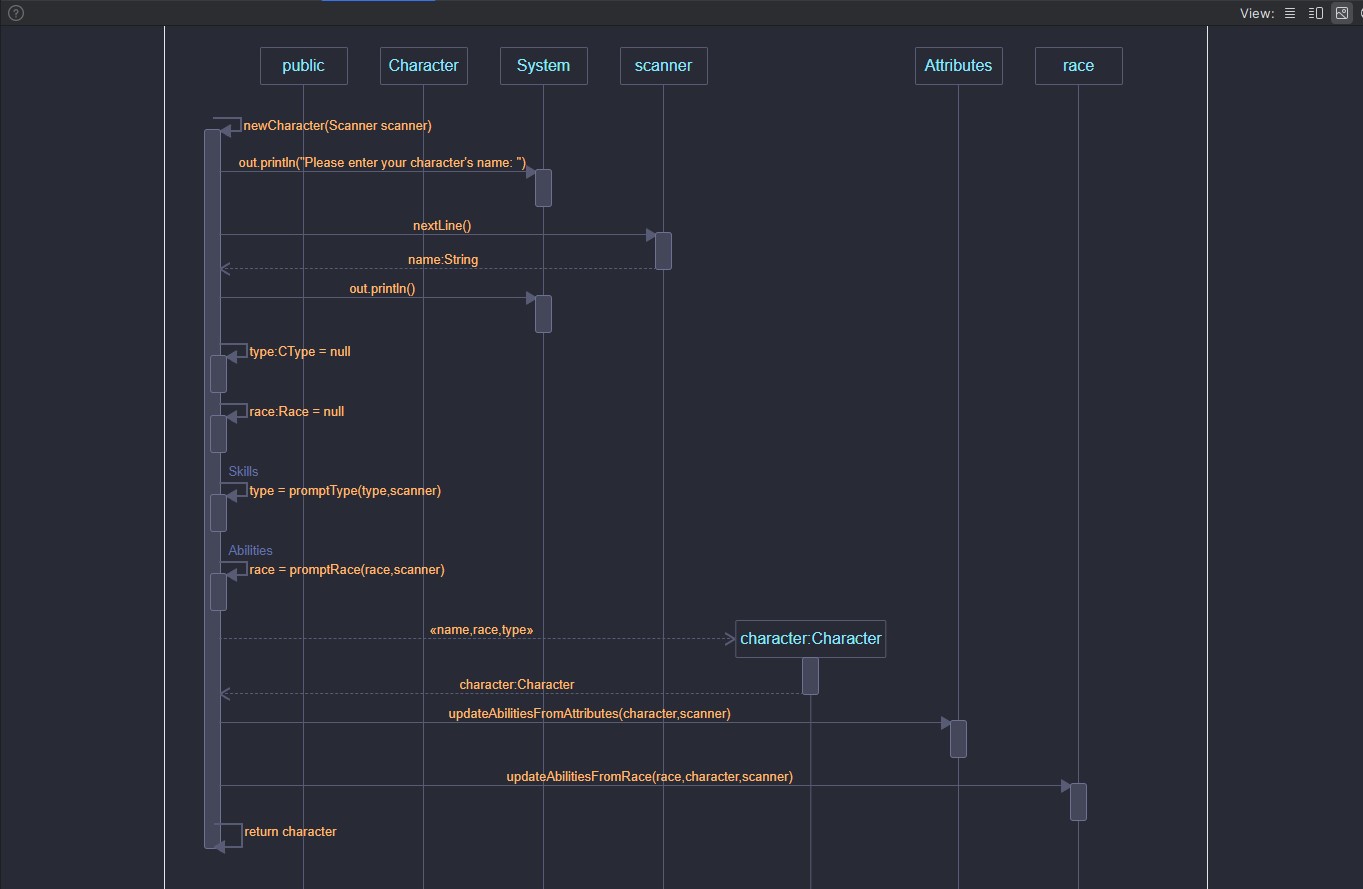 View:
public
Character
System
scanner
Attributes
race
newCharacter(Scanner scanner)
out.println("Please enter your character's name: ")
nextLine()
name:String
out.println()
type:CType = null
race:Race = null
Skills
type = promptType(type,scanner)
Abilities
race = promptRace(race,scanner)
«name,race,type»
character:Character
character:Character
updateAbilitiesFromAttributes(character,scanner)
updateAbilitiesFromRace(race,character,scanner)
return character